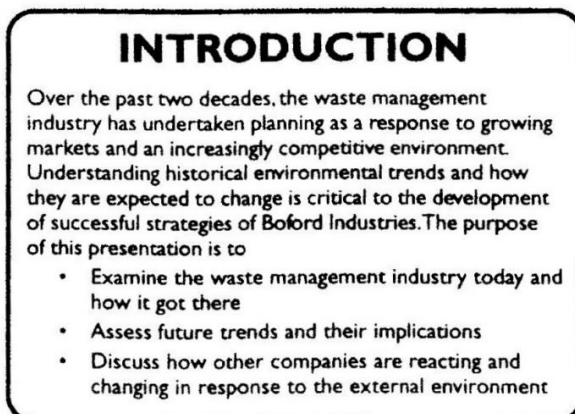 INTRODUCTION
Over the past two decades, the waste management
industry has undertaken planning as a response to growing
markets and an increasingly competitive environment.
Understanding historical environmental trends and how
they are expected to change is critical to the development
of successful strategies of Boford Industries. The purpose
of this presentation is to
• Examine the waste management industry today and
how it got there
• Assess future trends and their implications
• Discuss how other companies are reacting and
changing in response to the external environment